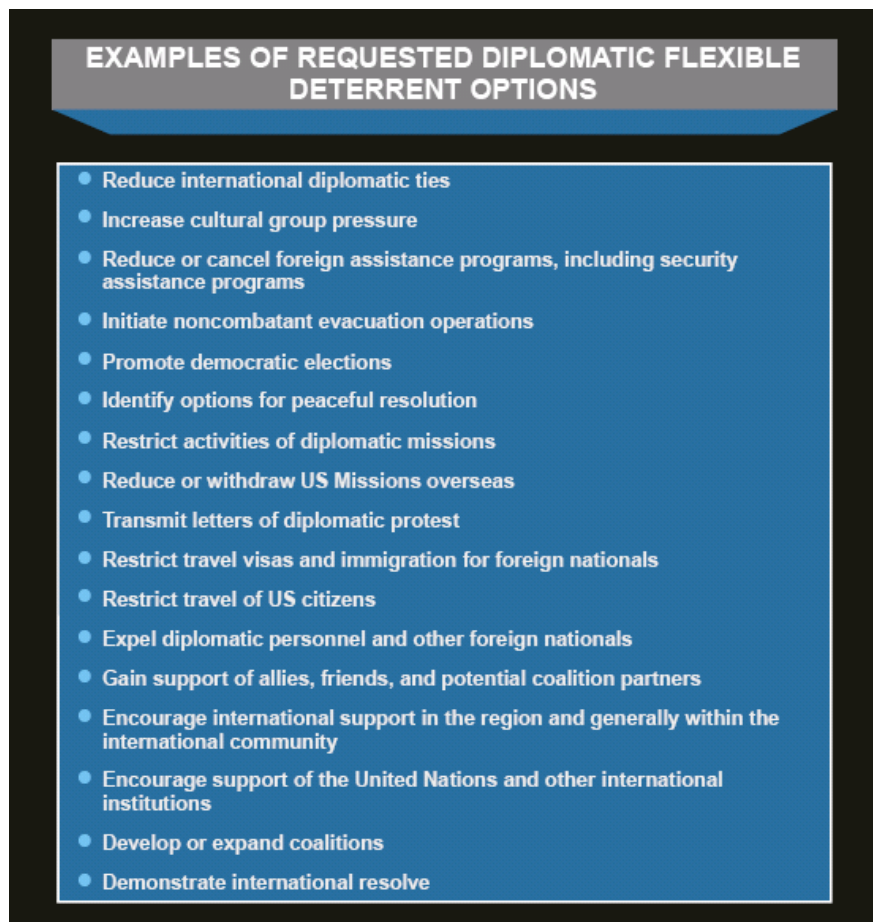 EXAMPLES OF REQUESTED DIPLOMATIC FLEXIBLE
DETERRENT OPTIONS
Reduce international diplomatic ties
Increase cultural group pressure
Reduce or cancel foreign assistance programs, including security
assistance programs
Initiate noncombatant evacuation operations
Promote democratic elections
Identify options for peaceful resolution
Restrict activities of diplomatic missions
Reduce or withdraw US Missions overseas
Transmit letters of diplomatic protest
Restrict travel visas and immigration for foreign nationals
Restrict travel of US citizens
Expel diplomatic personnel and other foreign nationals
Gain support of allies, friends, and potential coalition partners
Encourage international support in the region and generally within the
international community
Encourage support of the United Nations and other international
institutions
Develop or expand coalitions
Demonstrate international resolve